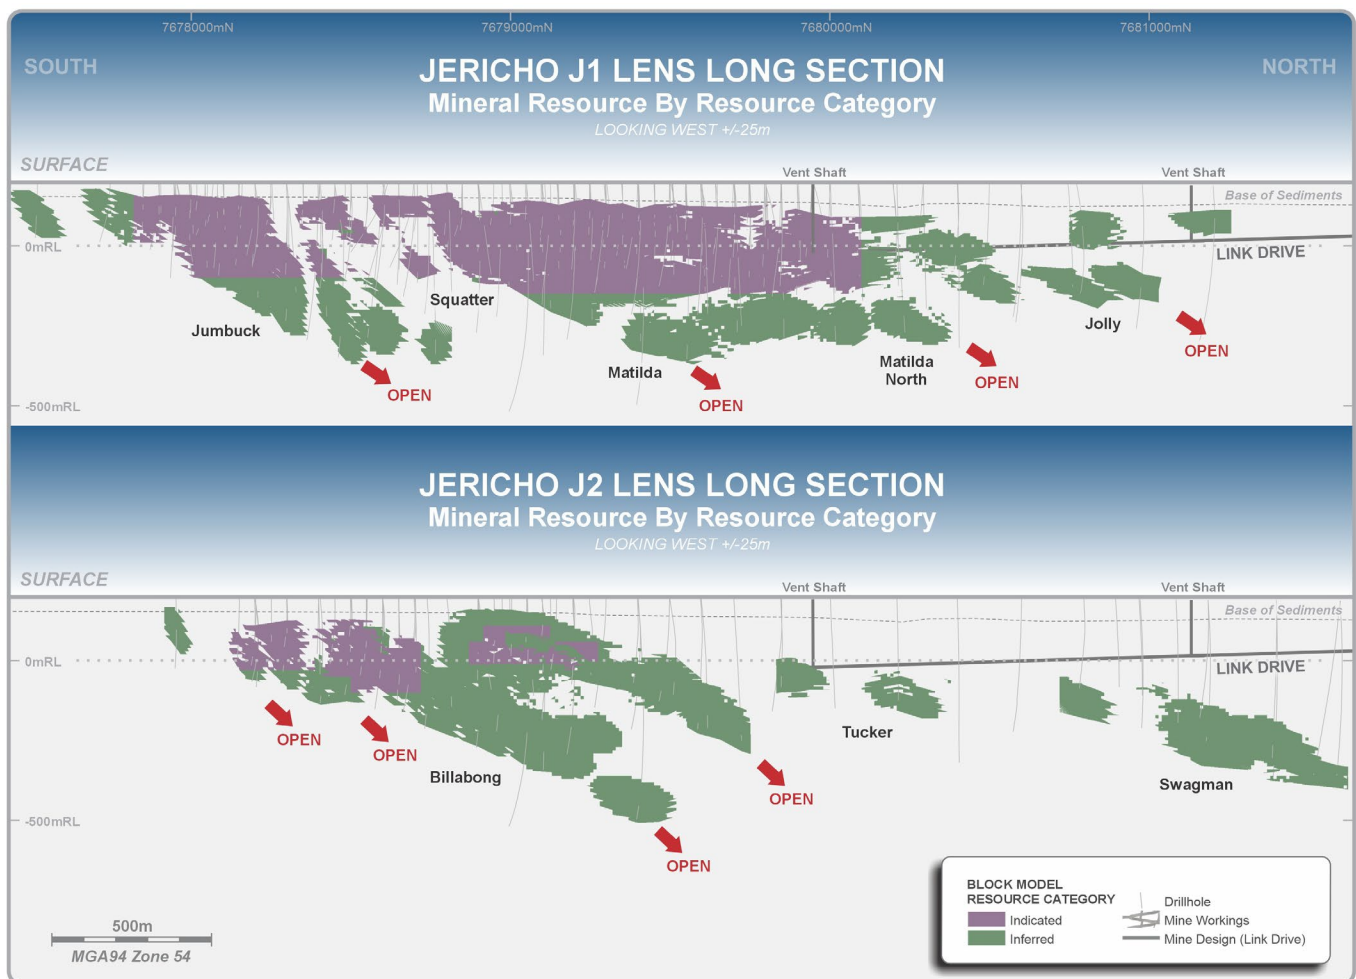 7678000mN 7679000mN 7680000mN 7681000mN
SOUTH NORTH
JERICHO J1 LENS LONG SECTION
Mineral Resource By Resource Category
LOOKING WEST +/-25m
SURFACE
Vent Shaft Vent Shaft
Base of Sediments
0mRL
LINK DRIVE
Squatter
Jumbuck
Jolly
OPEN
Matilda
Matilda
North
OPEN
OPEN
OPEN
-500mRL
JERICHO J2 LENS LONG SECTION
Mineral Resource By Resource Category
LOOKING WEST +/-25m
SURFACE
Vent Shaft Vent Shaft
Base of Sediments
0mRL
LINK DRIVE
Tucker
OPEN
OPEN
Billabong
Swagman
OPEN
-500mRL
OPEN
BLOCK MODEL
RESOURCE CATEGORY
Indicated
Inferred
Drillhole
Mine Workings
Mine Design (Link Drive)
500m
MGA94 Zone 54